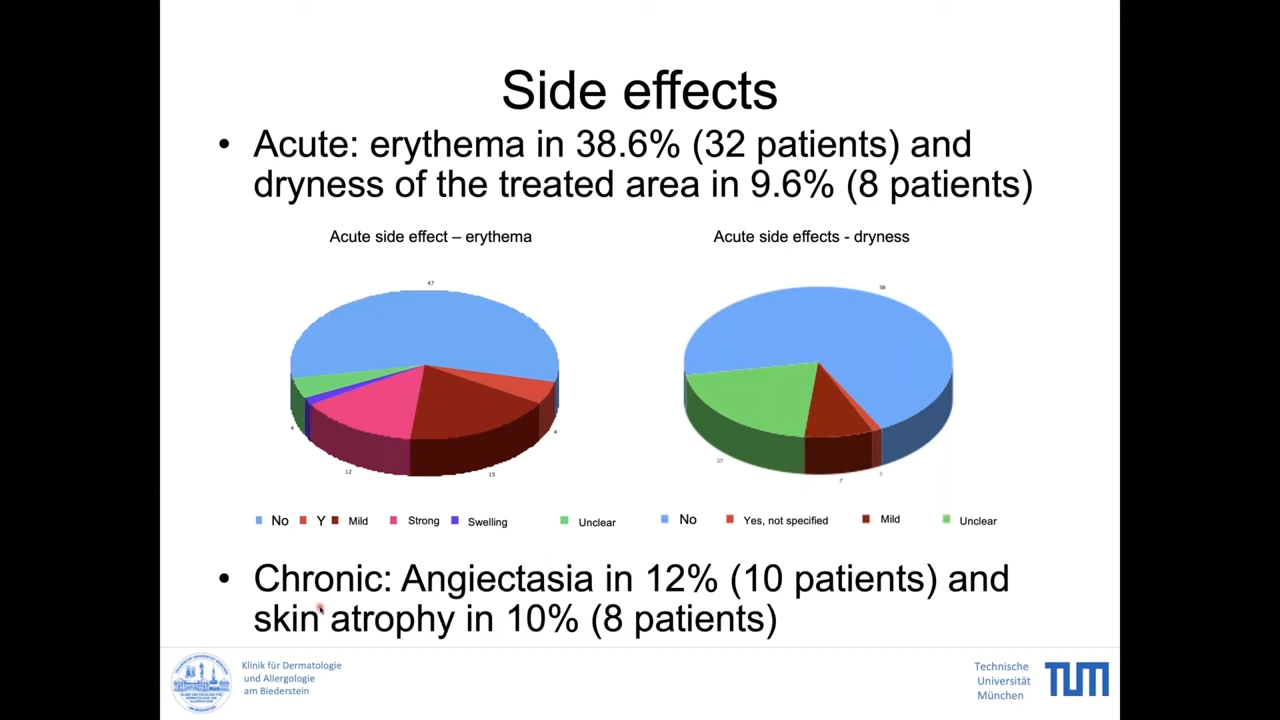 Side effects
• Acute: erythema in 38.6% (32 patients) and
dryness of the treated area in 9.6% (8 patients)
Acute side effect – erythema
Acute side effects - dryness
47
4
12
15
4
58
17
7
No Y Mild Strong Swelling Unclear
No Yes, not specified Mild Unclear
• Chronic: Angiectasia in 12% (10 patients) and
skin atrophy in 10% (8 patients)
Klinik für Dermatologie
und Allergologie
am Biederstein
Technische
Universität
München
TUM